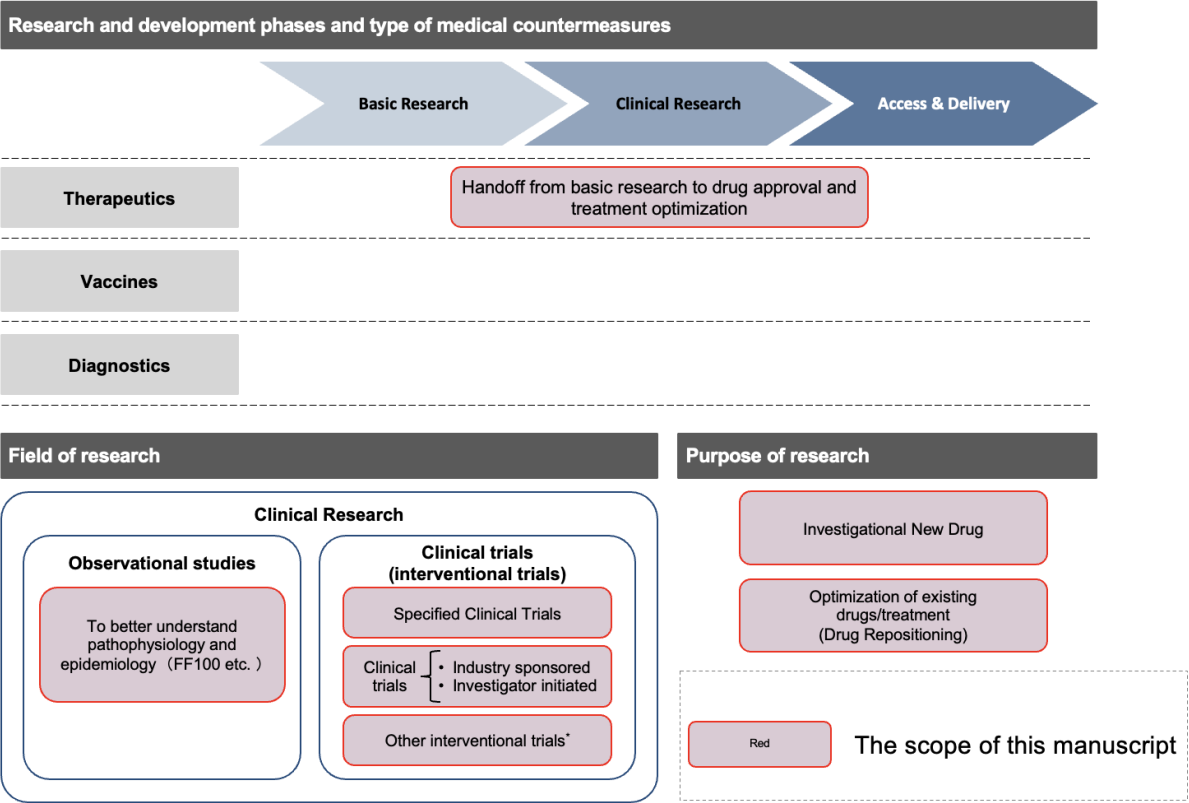 Research and development phases and type of medical countermeasures
Basic Research
Clinical Research
Access & Delivery
Therapeutics
Handoff from basic research to drug approval and
treatment optimization
Vaccines
Diagnostics
Field of research
Clinical Research
Observational studies
To better understand
pathophysiology and
epidemiology（FF100 etc. ）
Clinical trials
(interventional trials)
Specified Clinical Trials
Clinical
trials
• Industry sponsored
• Investigator initiated
Other interventional trials*
Purpose of research
Investigational New Drug
Optimization of existing
drugs/treatment
(Drug Repositioning)
Red
The scope of this manuscript